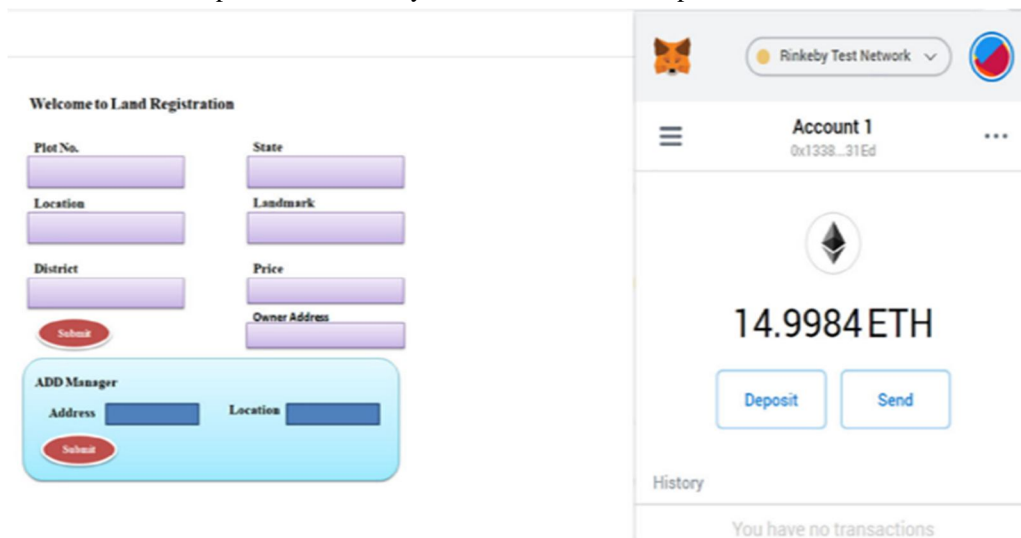 Welcome to Land Registration
Plot No. State
Location Landmark
District Price
Owner Address
Submit
ADD Manager
Address Location
Submit
Rinkeby Test Network
Account 1
0x1338...31Ed
14.9984 ETH
Deposit Send
History
You have no transactions